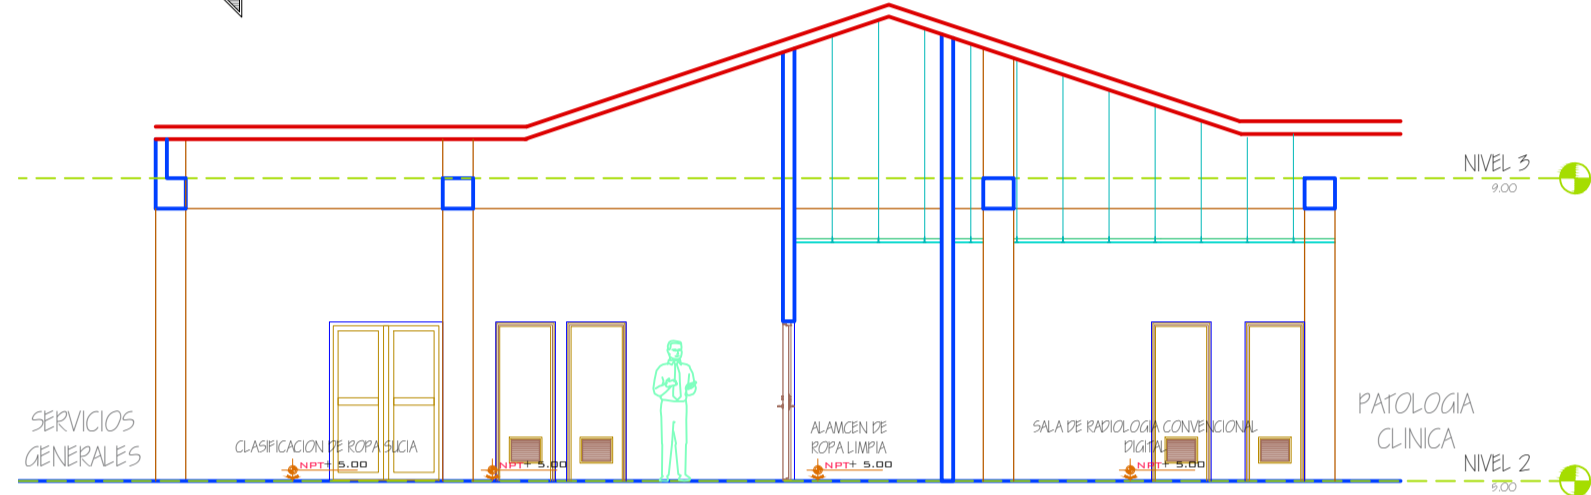 NIVEL 3
9.00
SERVICIOS
GENERALES
CLASIFICACION DE ROPA SUCIA
NPT+ 5.00
NPT+ 5.00
ALAMCEN DE
ROPA LIMPIA
NPT+ 5.00
SALA DE RADIOLOGIA CONVENCIONAL
DIGITAL
NPT+ 5.00
PATOLOGIA
CLINICA
NIVEL 2
5.00